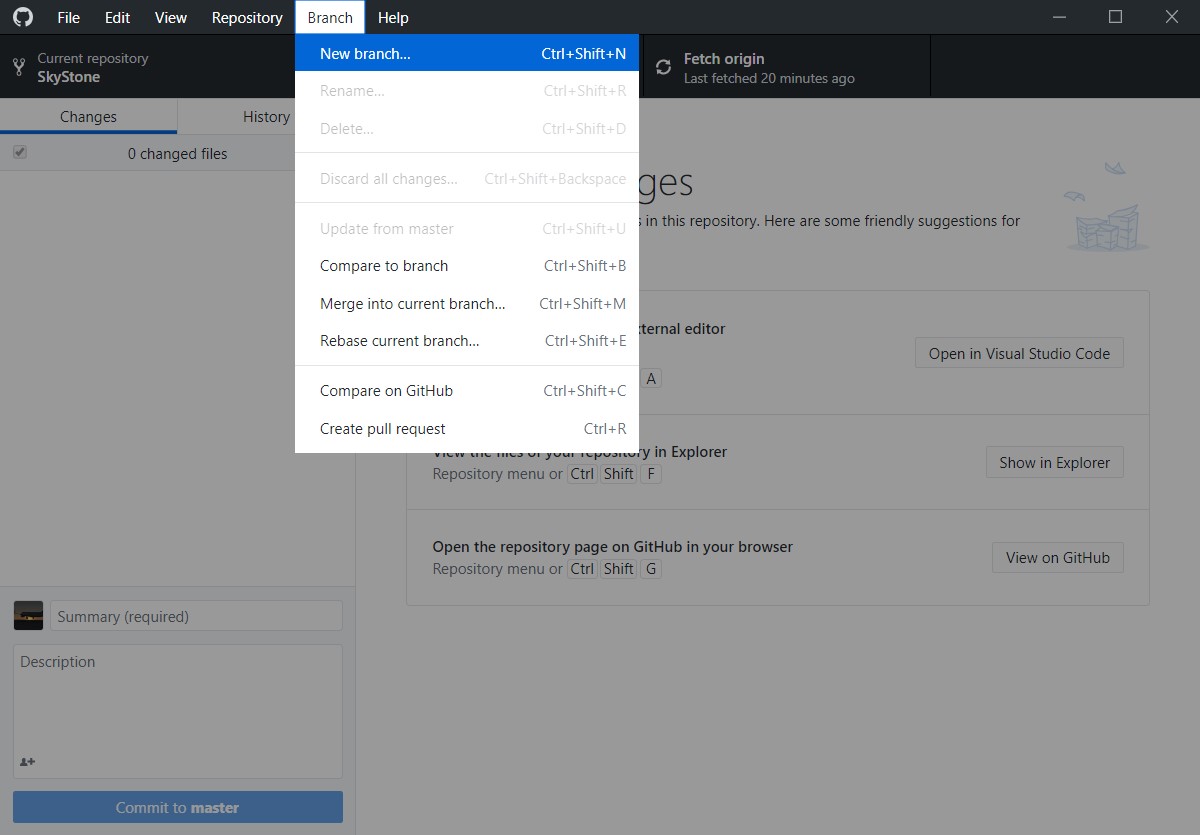 File Edit View Repository Branch Help
Current repository
SkyStone
Fetch origin
Last fetched 20 minutes ago
New branch... Ctrl+Shift+N
Rename... Ctrl+Shift+R
Delete... Ctrl+Shift+D
Discard all changes... Ctrl+Shift+Backspace
Update from master Ctrl+Shift+U
Compare to branch Ctrl+Shift+B
Merge into current branch... Ctrl+Shift+M
Rebase current branch... Ctrl+Shift+E
Compare on GitHub Ctrl+Shift+C
Create pull request Ctrl+R
Changes History
0 changed files
Summary (required)
Description
Commit to master
in this repository. Here are some friendly suggestions for
editor
Open in Visual Studio Code
A
View the files of your repository in Explorer
Repository menu or Ctrl Shift F
Show in Explorer
Open the repository page on GitHub in your browser
Repository menu or Ctrl Shift G
View on GitHub